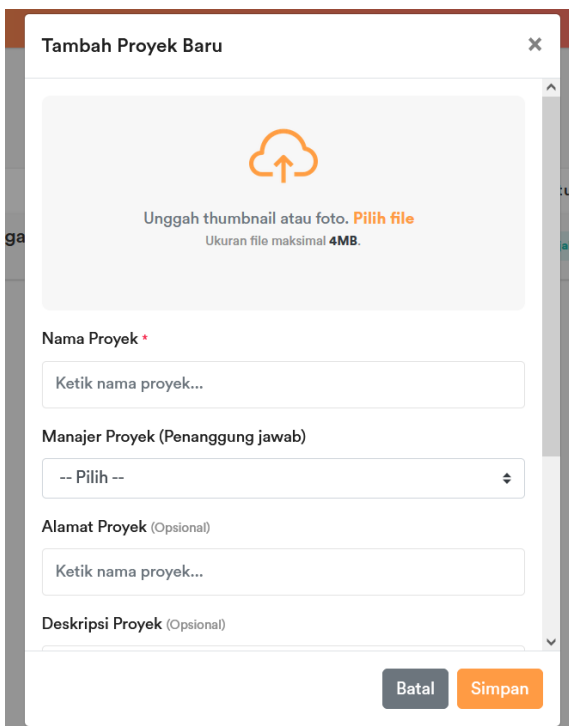 Tambah Proyek Baru ×
Unggah thumbnail atau foto. Pilih file
Ukuran file maksimal 4MB.
Nama Proyek *
Ketik nama proyek...
Manajer Proyek (Penanggung jawab)
-- Pilih --
Alamat Proyek (Opsional)
Ketik nama proyek...
Deskripsi Proyek (Opsional)
Batal Simpan